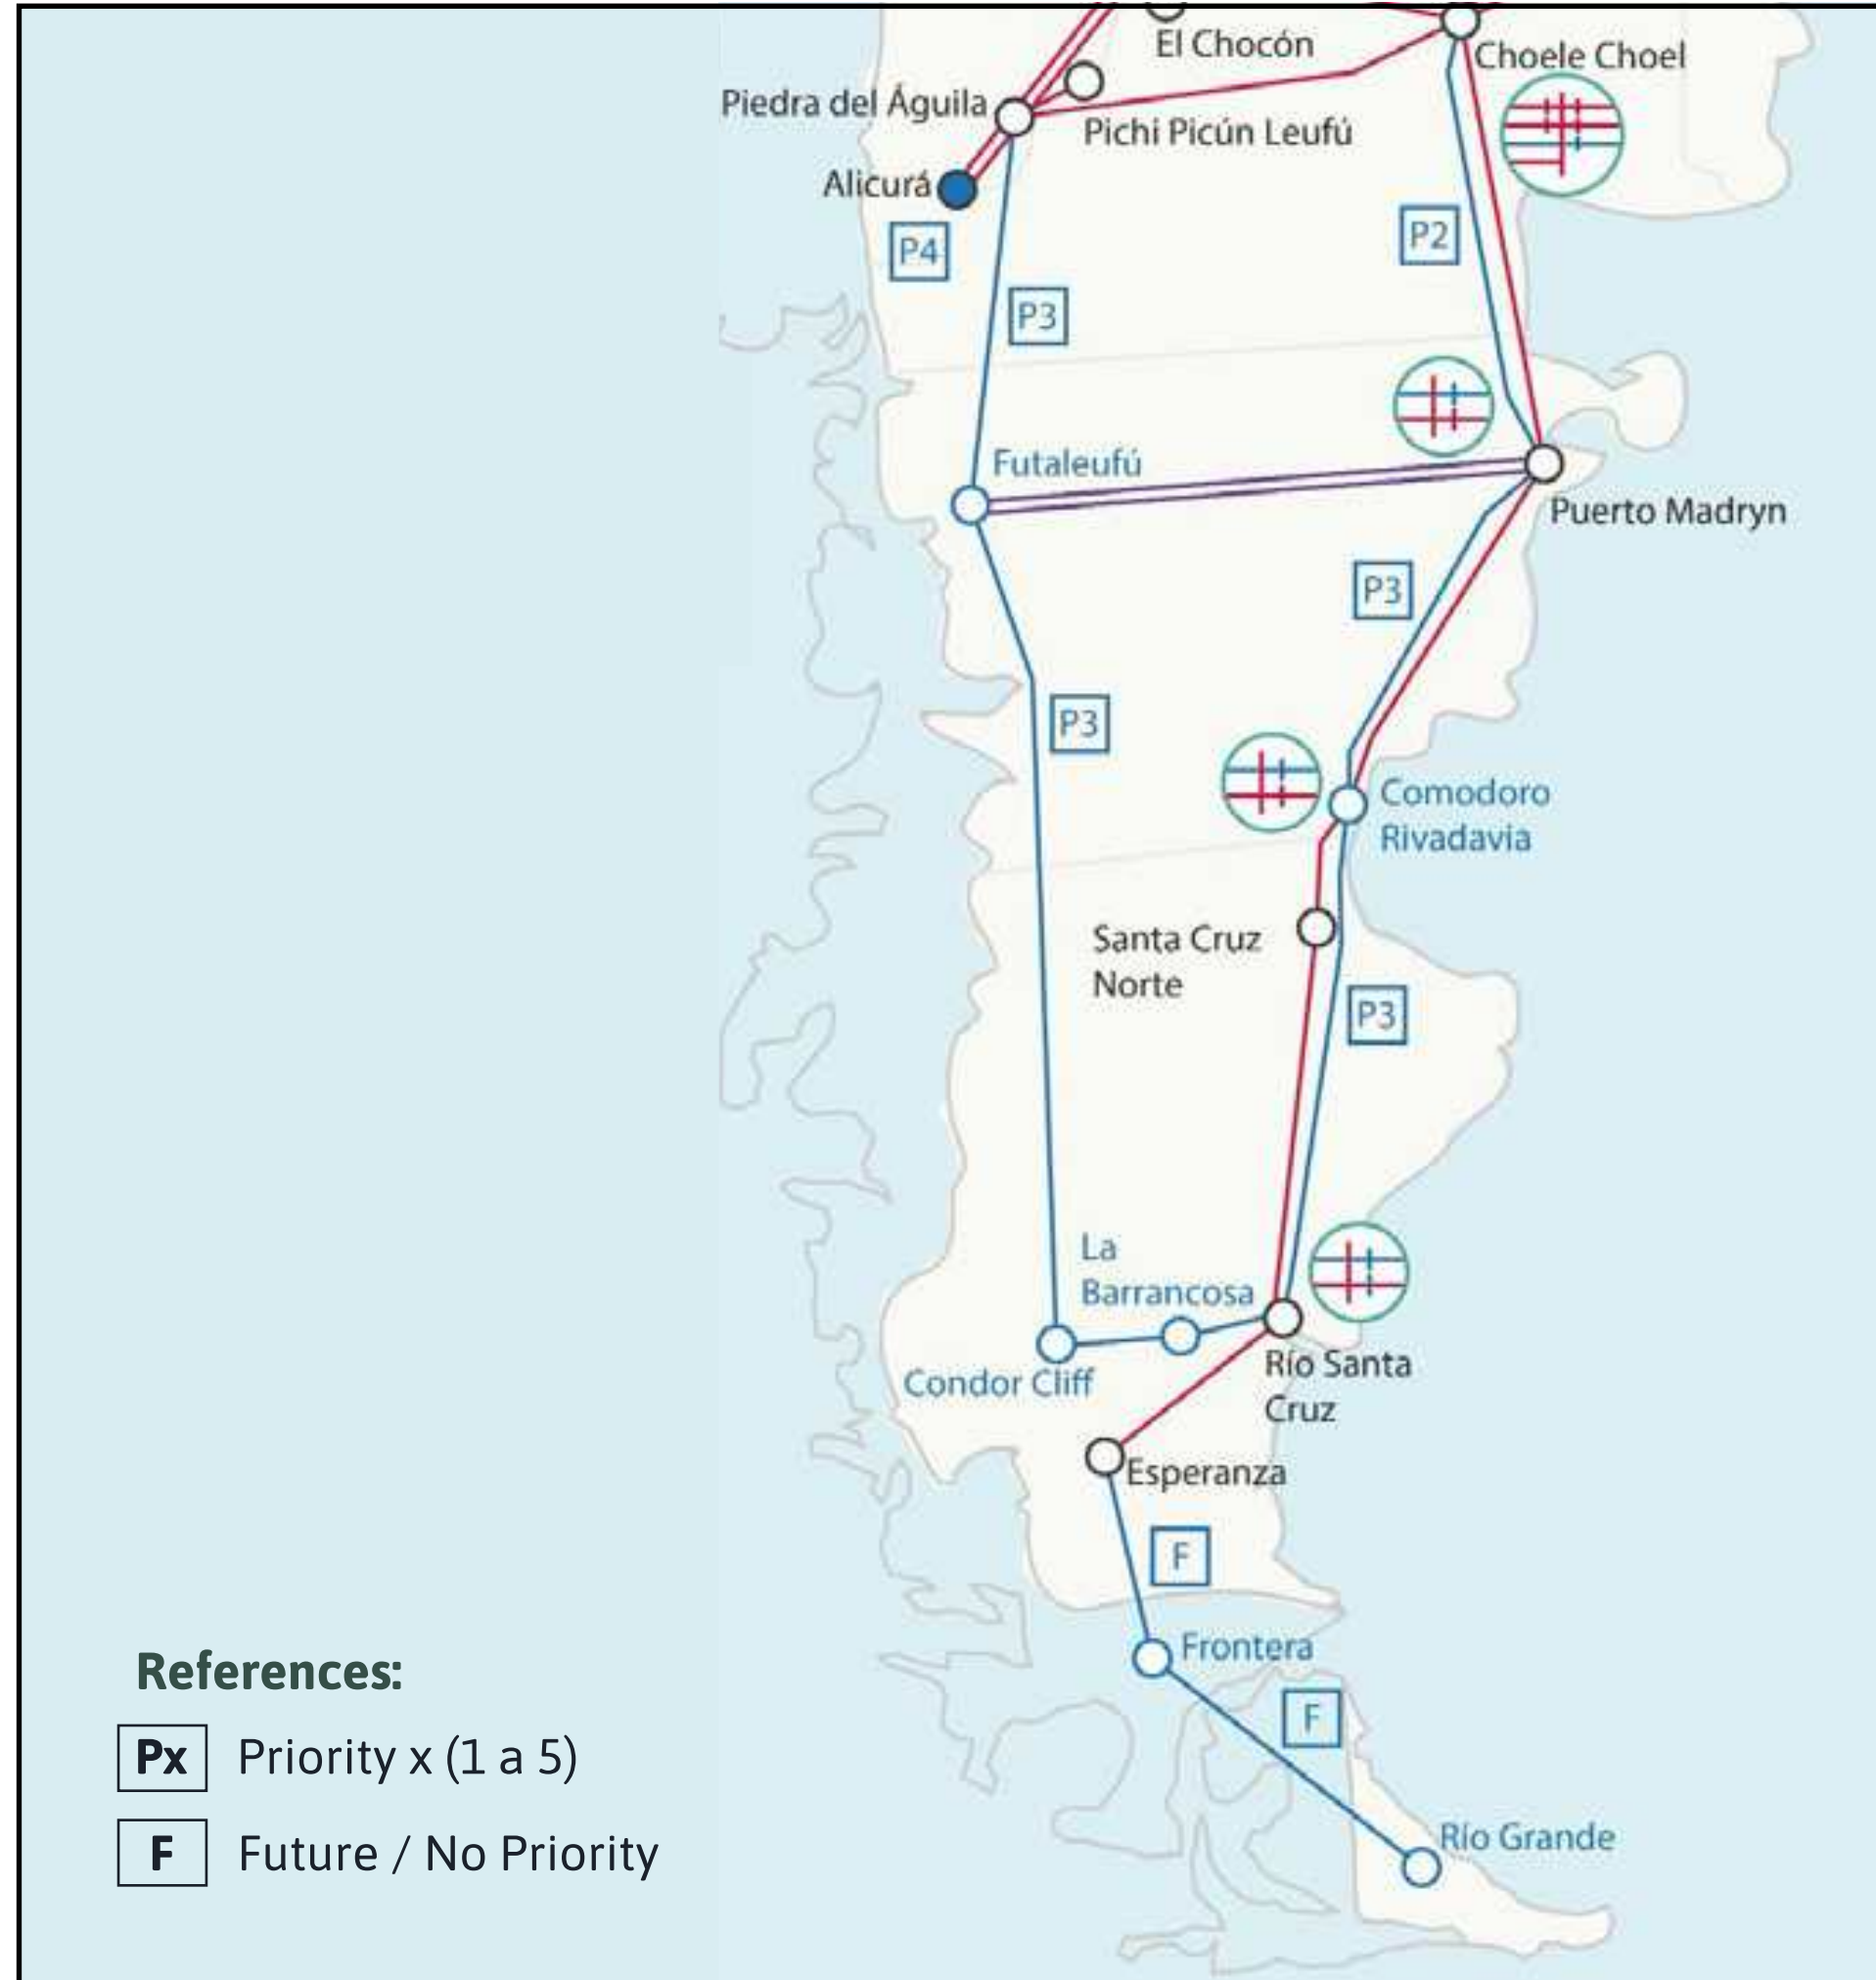 El Chocón
Choele Choel
Piedra del Águila
Pichi Picún Leufú
Alicurá
P4
P2
P3
Futaleufú
Puerto Madryn
P3
P3
Comodoro
Rivadavia
Santa Cruz
Norte
P3
La
Barrancosa
Condor Cliff
Río Santa
Cruz
Esperanza
F
Frontera
F
Río Grande
References:
Px Priority x (1 a 5)
F Future / No Priority